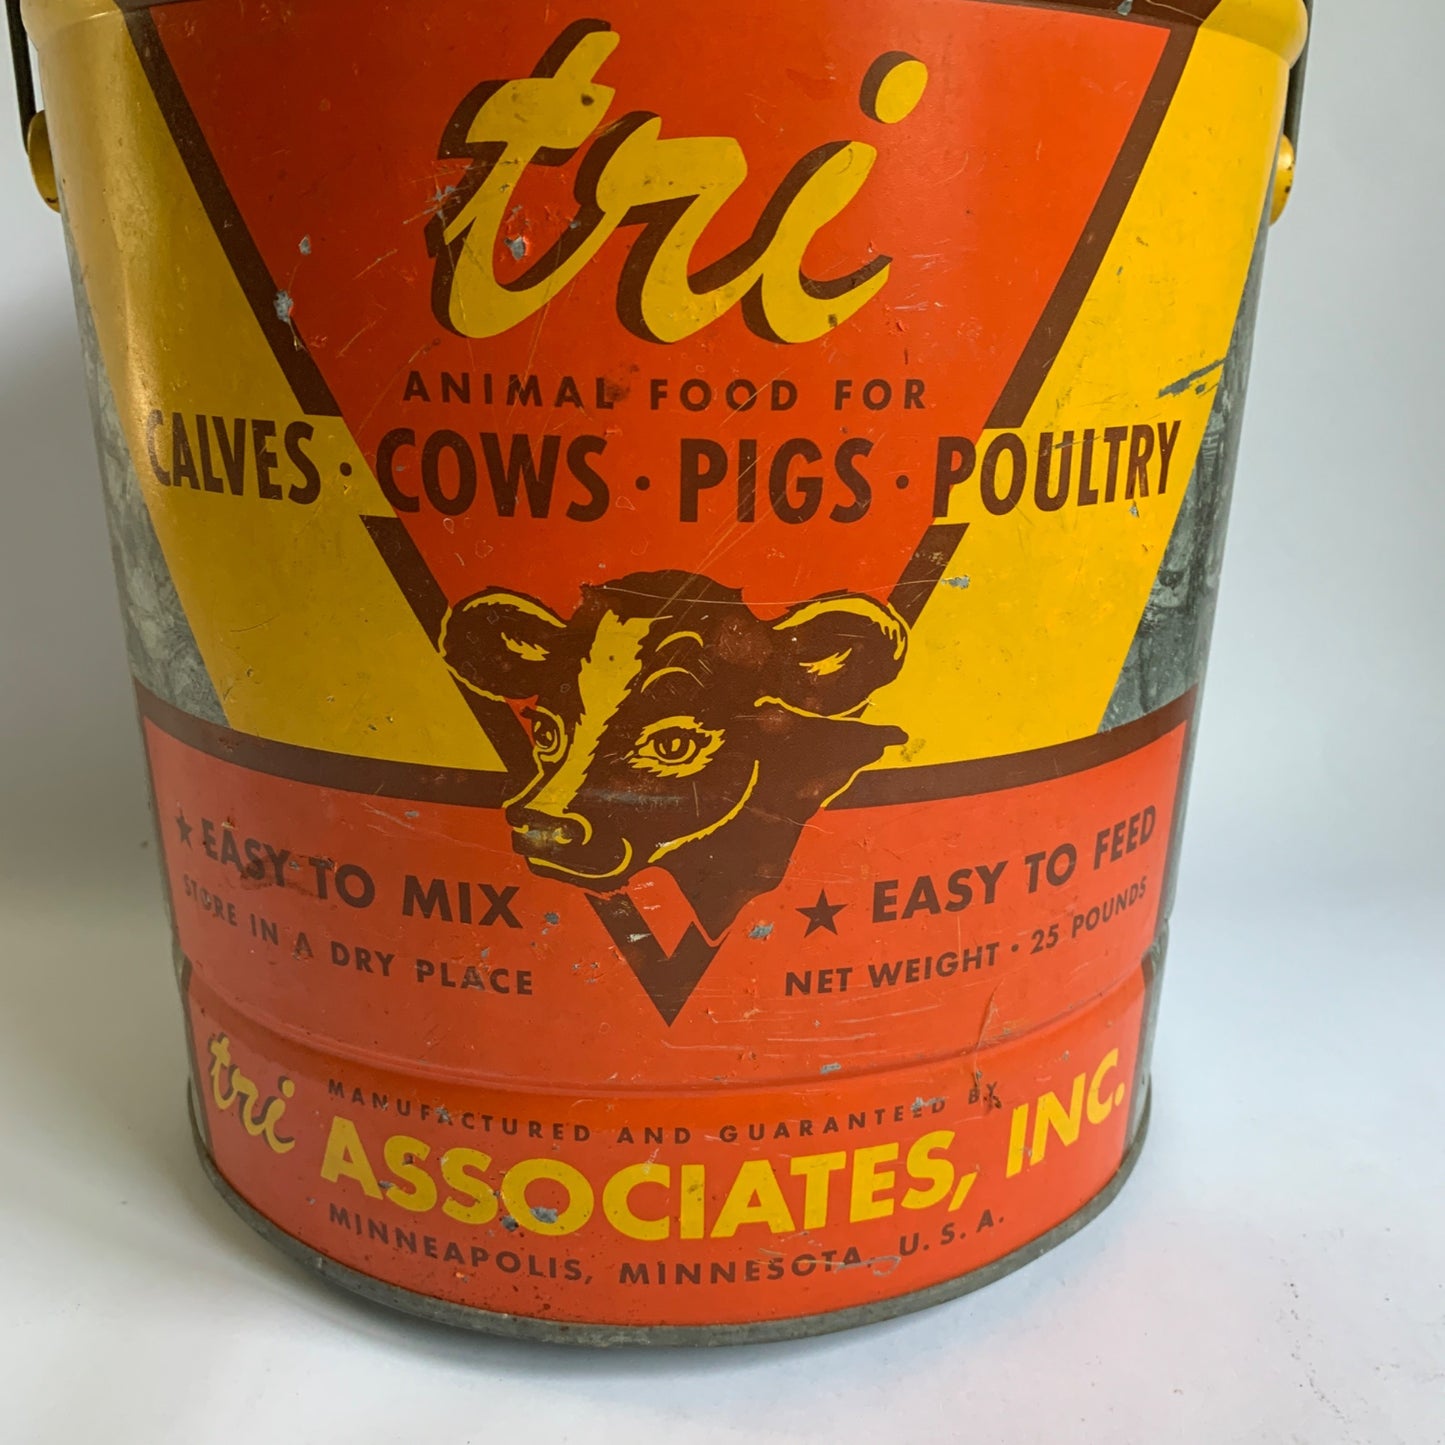 tri
ANIMAL FOOD FOR
CALVES · COWS · PIGS · POULTRY
★ EASY TO MIX
STORE IN A DRY PLACE
★ EASY TO FEED
NET WEIGHT · 25 POUNDS
MANUFACTURED AND GUARANTEED BY
tri ASSOCIATES, INC.
MINNEAPOLIS, MINNESOTA, U.S.A.